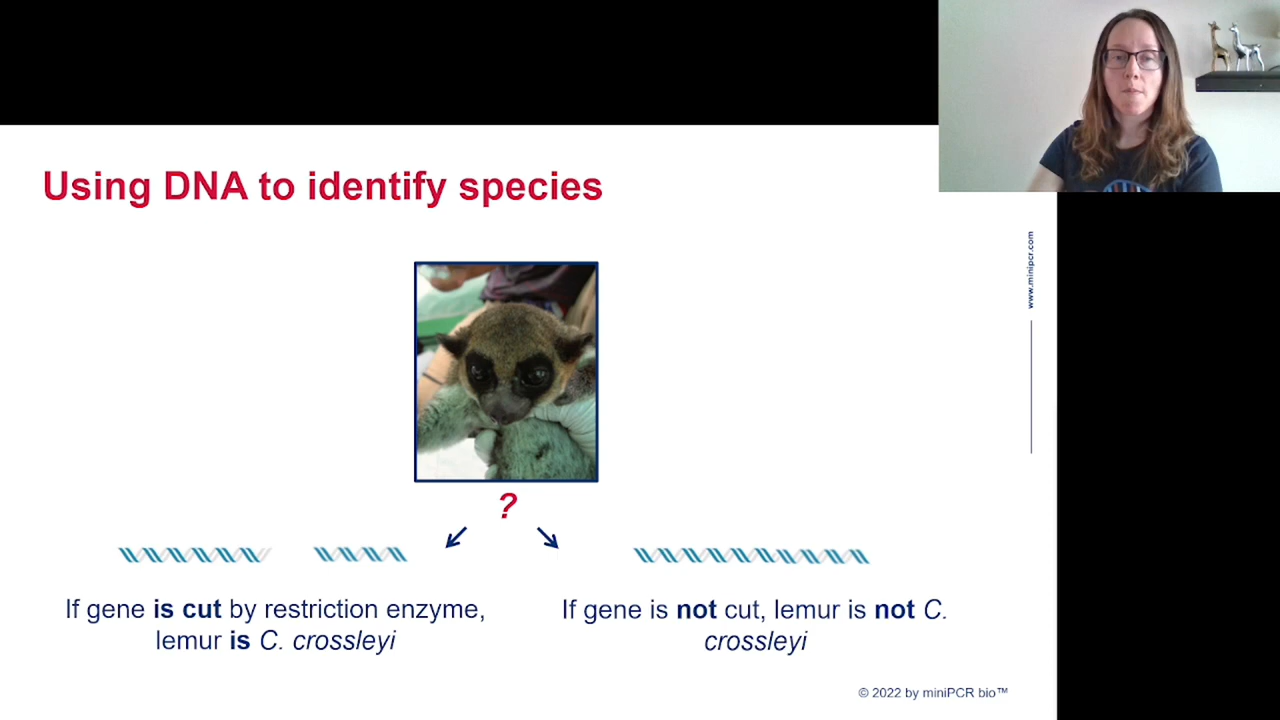 Using DNA to identify species
www.minipcr.com
?
If gene is cut by restriction enzyme,
lemur is C. crossleyi
If gene is not cut, lemur is not C.
crossleyi
© 2022 by miniPCR bio™